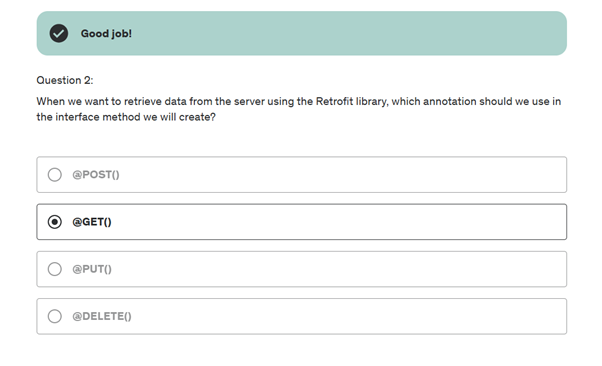 Good job!
Question 2:
When we want to retrieve data from the server using the Retrofit library, which annotation should we use in
the interface method we will create?
@POST()
@GET()
@PUT()
@DELETE()